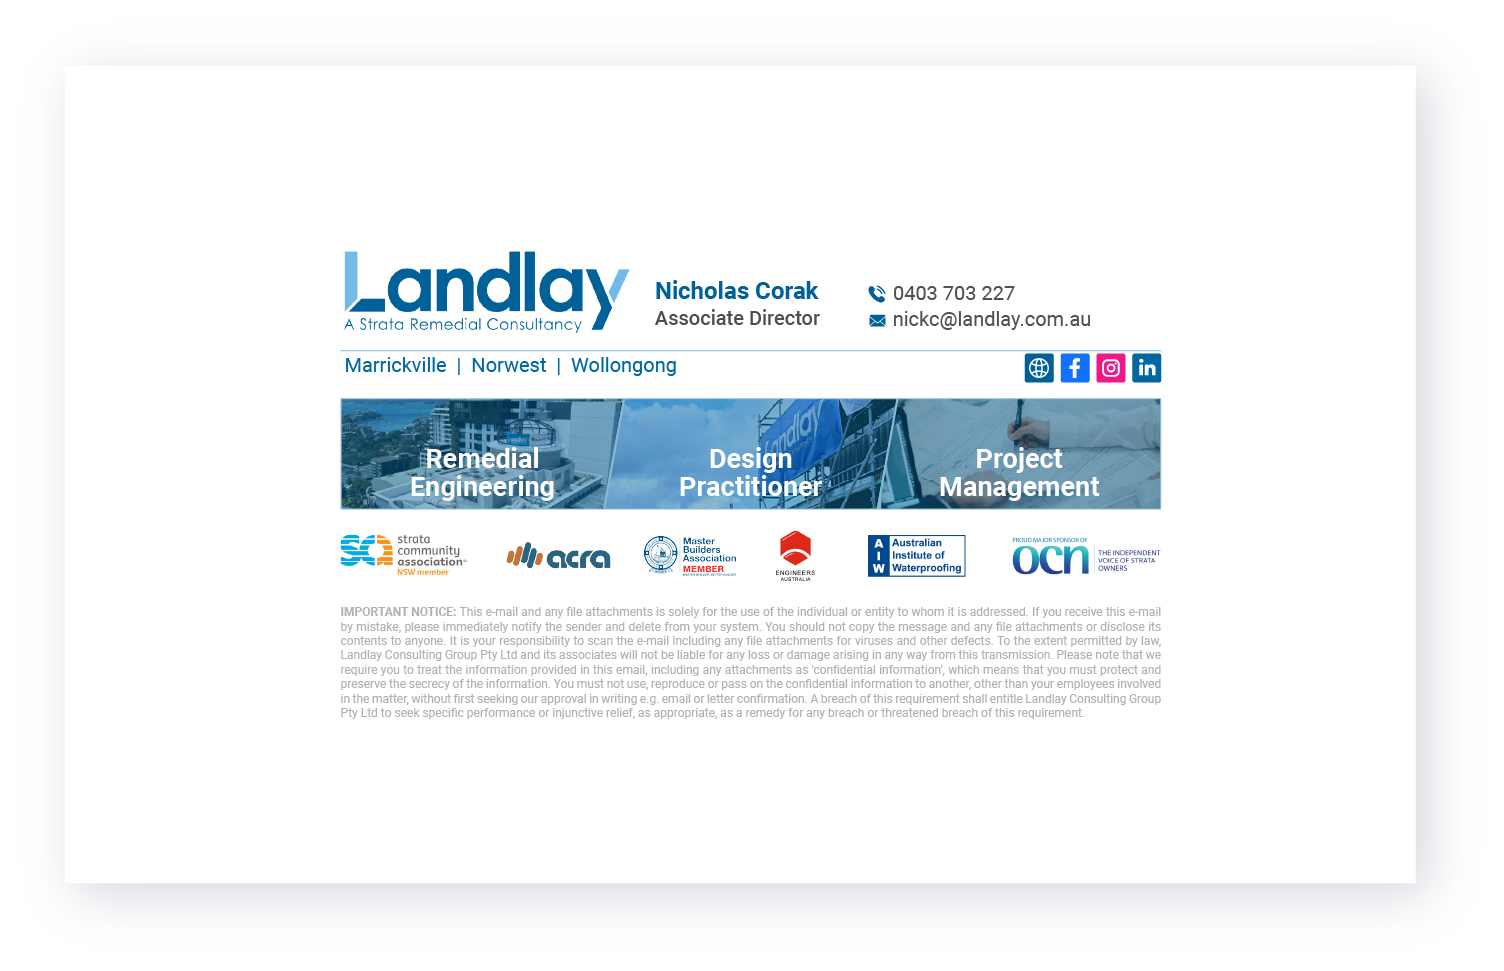 Landlay
A Strata Remedial Consultancy
Nicholas Corak
Associate Director
0403 703 227
nickc@landlay.com.au
Marrickville | Norwest | Wollongong
Remedial
Engineering
Design
Practitioner
Project
Management
Landlay
sca
strata
community
association
NSW member
acra
Master
Builders
Association
MEMBER
ENGINEERS
AUSTRALIA
AIW
Australian
Institute of
Waterproofing
PROUD MAJOR SPONSOR OF
ocn
THE INDEPENDENT
VOICE OF STRATA
OWNERS
IMPORTANT NOTICE: This e-mail and any file attachments is solely for the use of the individual or entity to whom it is addressed. If you receive this e-mail
by mistake, please immediately notify the sender and delete from your system. You should not copy the message and any file attachments or disclose its
contents to anyone. It is your responsibility to scan the e-mail including any file attachments for viruses and other defects. To the extent permitted by law,
Landlay Consulting Group Pty Ltd and its associates will not be liable for any loss or damage arising in any way from this transmission. Please note that we
require you to treat the information provided in this email, including any attachments as 'confidential information', which means that you must protect and
preserve the secrecy of the information. You must not use, reproduce or pass on the confidential information to another, other than your employees involved
in the matter, without first seeking our approval in writing e.g. email or letter confirmation. A breach of this requirement shall entitle Landlay Consulting Group
Pty Ltd to seek specific performance or injunctive relief, as appropriate, as a remedy for any breach or threatened breach of this requirement.